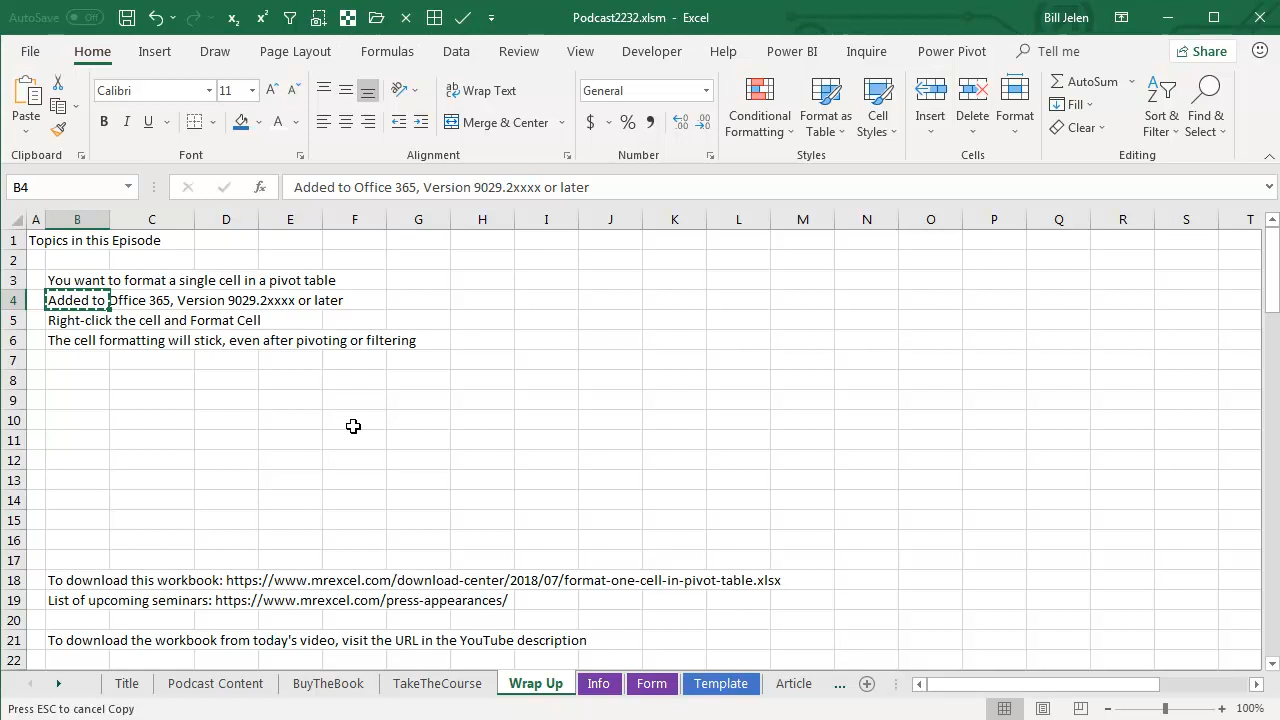 AutoSave Off Podcast2232.xlsm - Excel Bill Jelen
File Home Insert Draw Page Layout Formulas Data Review View Developer Help Power BI Inquire Power Pivot Tell me Share
Paste Calibri 11 Wrap Text General Conditional Formatting Format as Table Cell Styles Insert Delete Format AutoSum Sort & Filter Find & Select
B I U Merge & Center $ % Fill Clear
Clipboard Font Alignment Number Styles Cells Editing
B4 fx Added to Office 365, Version 9029.2xxxx or later
A B C D E F G H I J K L M N O P Q R S T
1 Topics in this Episode
2
3 You want to format a single cell in a pivot table
4 Added to Office 365, Version 9029.2xxxx or later
5 Right-click the cell and Format Cell
6 The cell formatting will stick, even after pivoting or filtering
7
8
9
10
11
12
13
14
15
16
17
18 To download this workbook: https://www.mrexcel.com/download-center/2018/07/format-one-cell-in-pivot-table.xlsx
19 List of upcoming seminars: https://www.mrexcel.com/press-appearances/
20
21 To download the workbook from today's video, visit the URL in the YouTube description
22
Title Podcast Content BuyTheBook TakeTheCourse Wrap Up Info Form Template Article ...
Press ESC to cancel Copy 100%